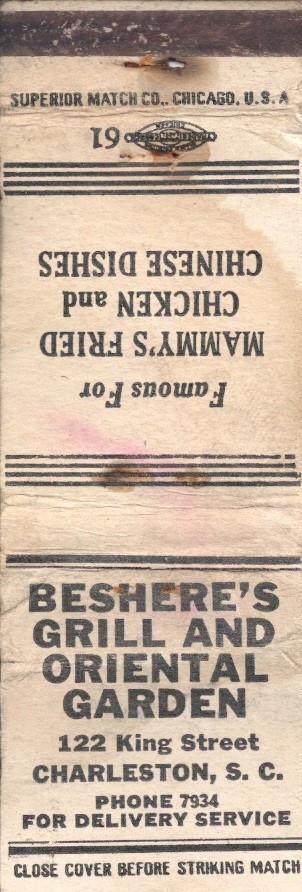 SUPERIOR MATCH CO., CHICAGO, U.S.A
61
Famous For
MAMMY'S FRIED
CHICKEN and
CHINESE DISHES
BESHERE'S
GRILL AND
ORIENTAL
GARDEN
122 King Street
CHARLESTON, S. C.
PHONE 7934
FOR DELIVERY SERVICE
CLOSE COVER BEFORE STRIKING MATCH